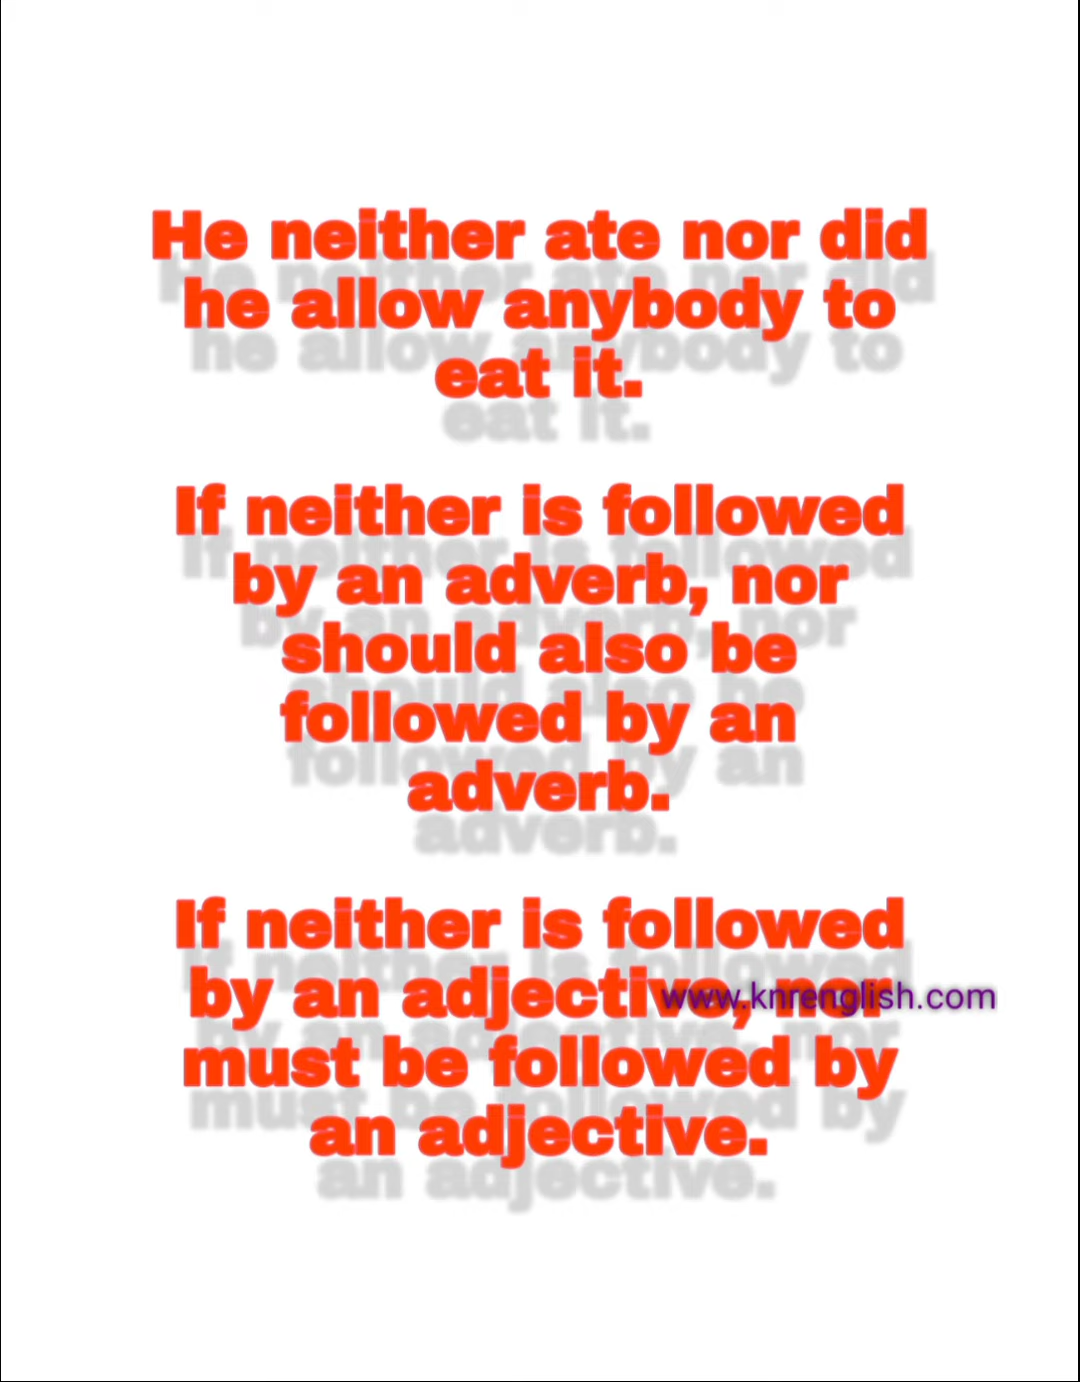 He neither ate nor did
he allow anybody to
eat it.
If neither is followed
by an adverb, nor
should also be
followed by an
adverb.
If neither is followed
by an adjective, nor
www.knrenglish.com
must be followed by
an adjective.